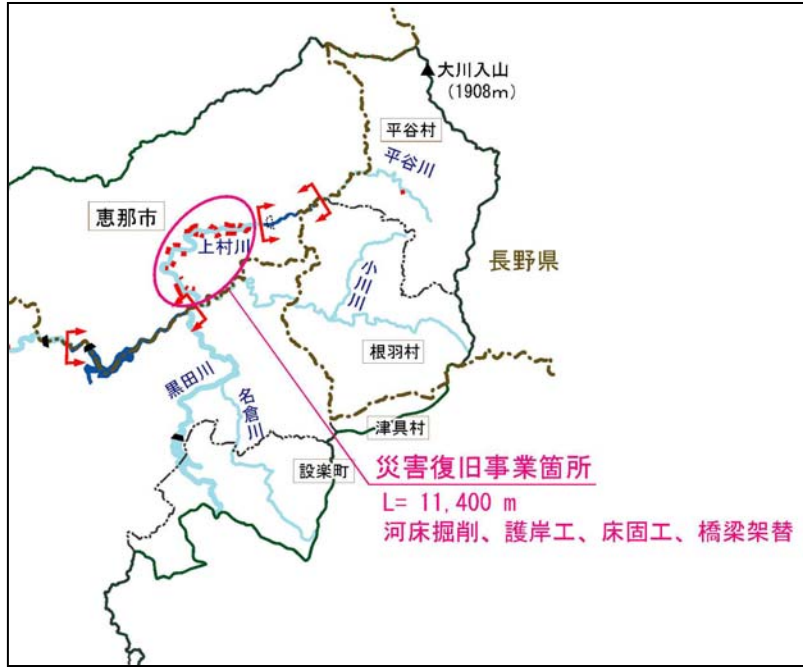 大川入山
(1908m)
平谷村
平谷川
恵那市
上村川
長野県
小川川
根羽村
黒田川
名倉川
津具村
設楽町
災害復旧事業箇所
L= 11,400 m
河床掘削、護岸工、床固工、橋梁架替